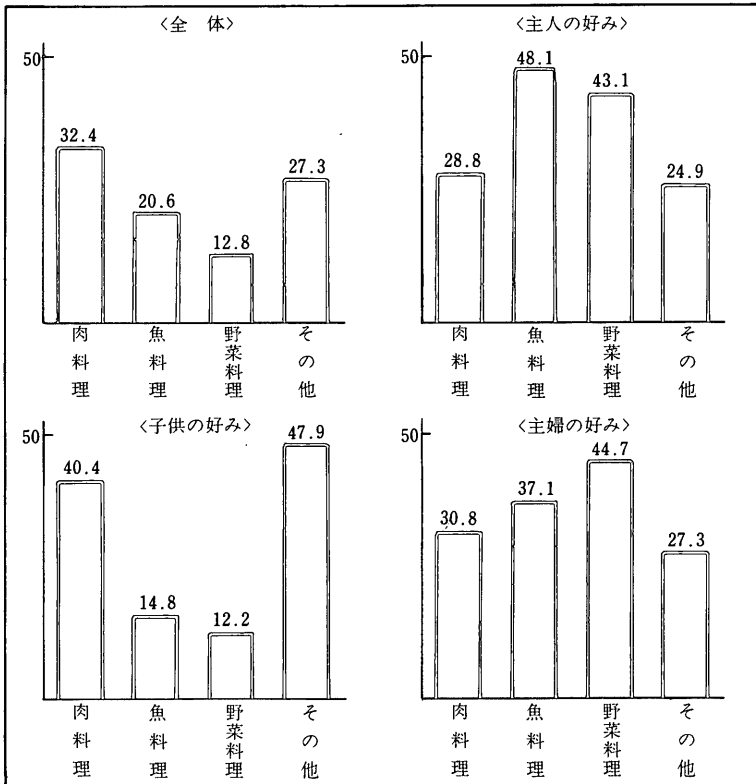 〈全 体〉
50
32.4
20.6
12.8
27.3
肉料理
魚料理
野菜料理
その他
〈主人の好み〉
50
28.8
48.1
43.1
24.9
肉料理
魚料理
野菜料理
その他
〈子供の好み〉
50
40.4
14.8
12.2
47.9
肉料理
魚料理
野菜料理
その他
〈主婦の好み〉
50
30.8
37.1
44.7
27.3
肉料理
魚料理
野菜料理
その他